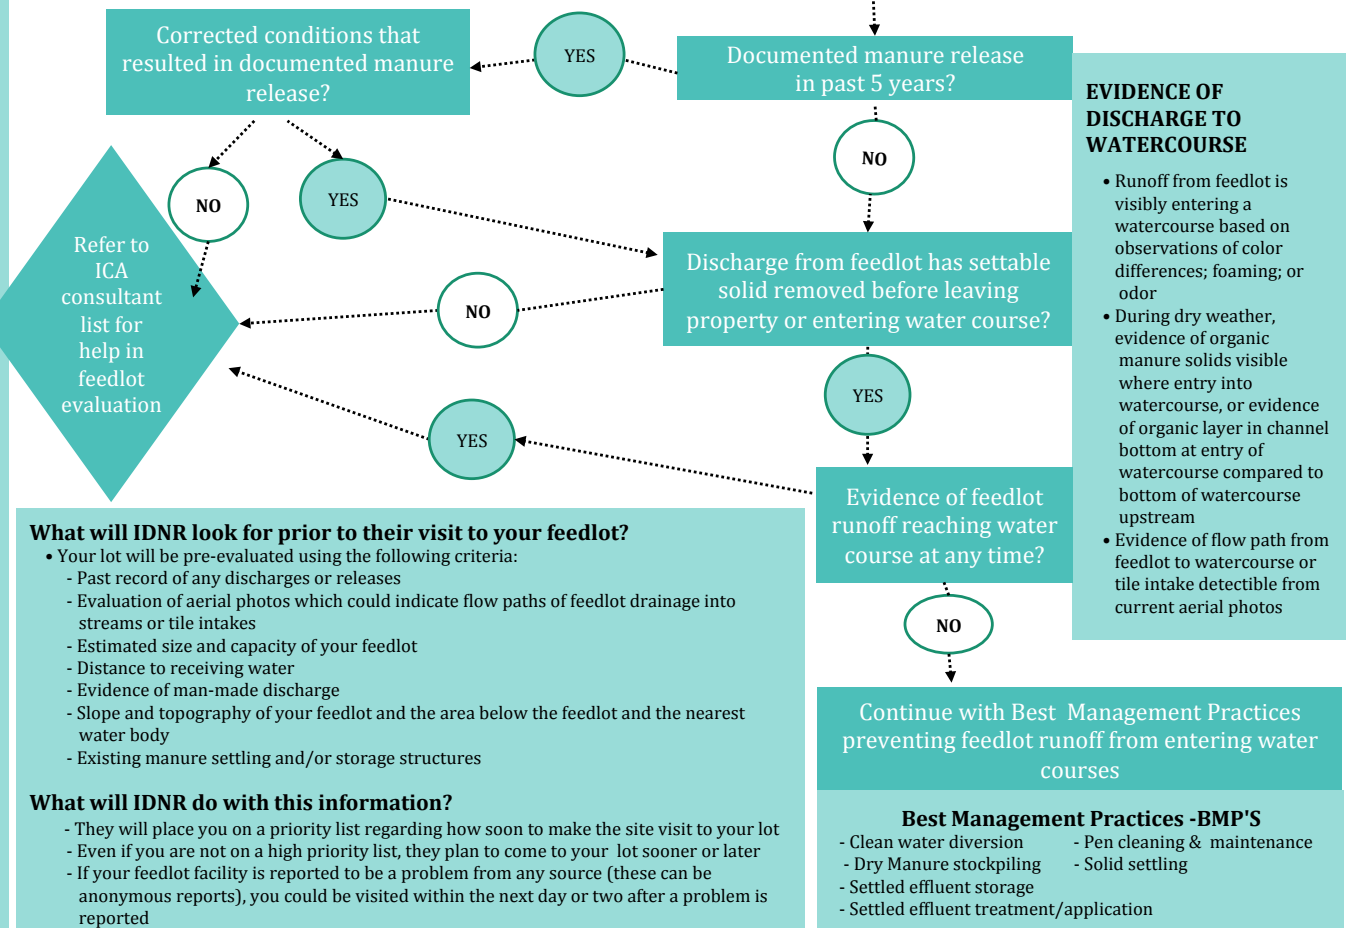 Corrected conditions that
resulted in documented manure
release?
YES
Documented manure release
in past 5 years?
NO
YES
NO
Refer to
ICA
consultant
list for
help in
feedlot
evaluation
Discharge from feedlot has settable
solid removed before leaving
property or entering water course?
NO
YES
YES
Evidence of feedlot
runoff reaching water
course at any time?
NO
Continue with Best  Management Practices
preventing feedlot runoff from entering water
courses
EVIDENCE OF
DISCHARGE TO
WATERCOURSE
• Runoff from feedlot is
visibly entering a
watercourse based on
observations of color
differences; foaming; or
odor
• During dry weather,
evidence of organic
manure solids visible
where entry into
watercourse, or evidence
of organic layer in channel
bottom at entry of
watercourse compared to
bottom of watercourse
upstream
• Evidence of flow path from
feedlot to watercourse or
tile intake detectible from
current aerial photos
What will IDNR look for prior to their visit to your feedlot?
• Your lot will be pre-evaluated using the following criteria:
- Past record of any discharges or releases
- Evaluation of aerial photos which could indicate flow paths of feedlot drainage into
streams or tile intakes
- Estimated size and capacity of your feedlot
- Distance to receiving water
- Evidence of man-made discharge
- Slope and topography of your feedlot and the area below the feedlot and the nearest
water body
- Existing manure settling and/or storage structures
What will IDNR do with this information?
- They will place you on a priority list regarding how soon to make the site visit to your lot
- Even if you are not on a high priority list, they plan to come to your  lot sooner or later
- If your feedlot facility is reported to be a problem from any source (these can be
anonymous reports), you could be visited within the next day or two after a problem is
reported
Best Management Practices -BMP'S
- Clean water diversion - Pen cleaning &  maintenance
- Dry Manure stockpiling - Solid settling
- Settled effluent storage
- Settled effluent treatment/application